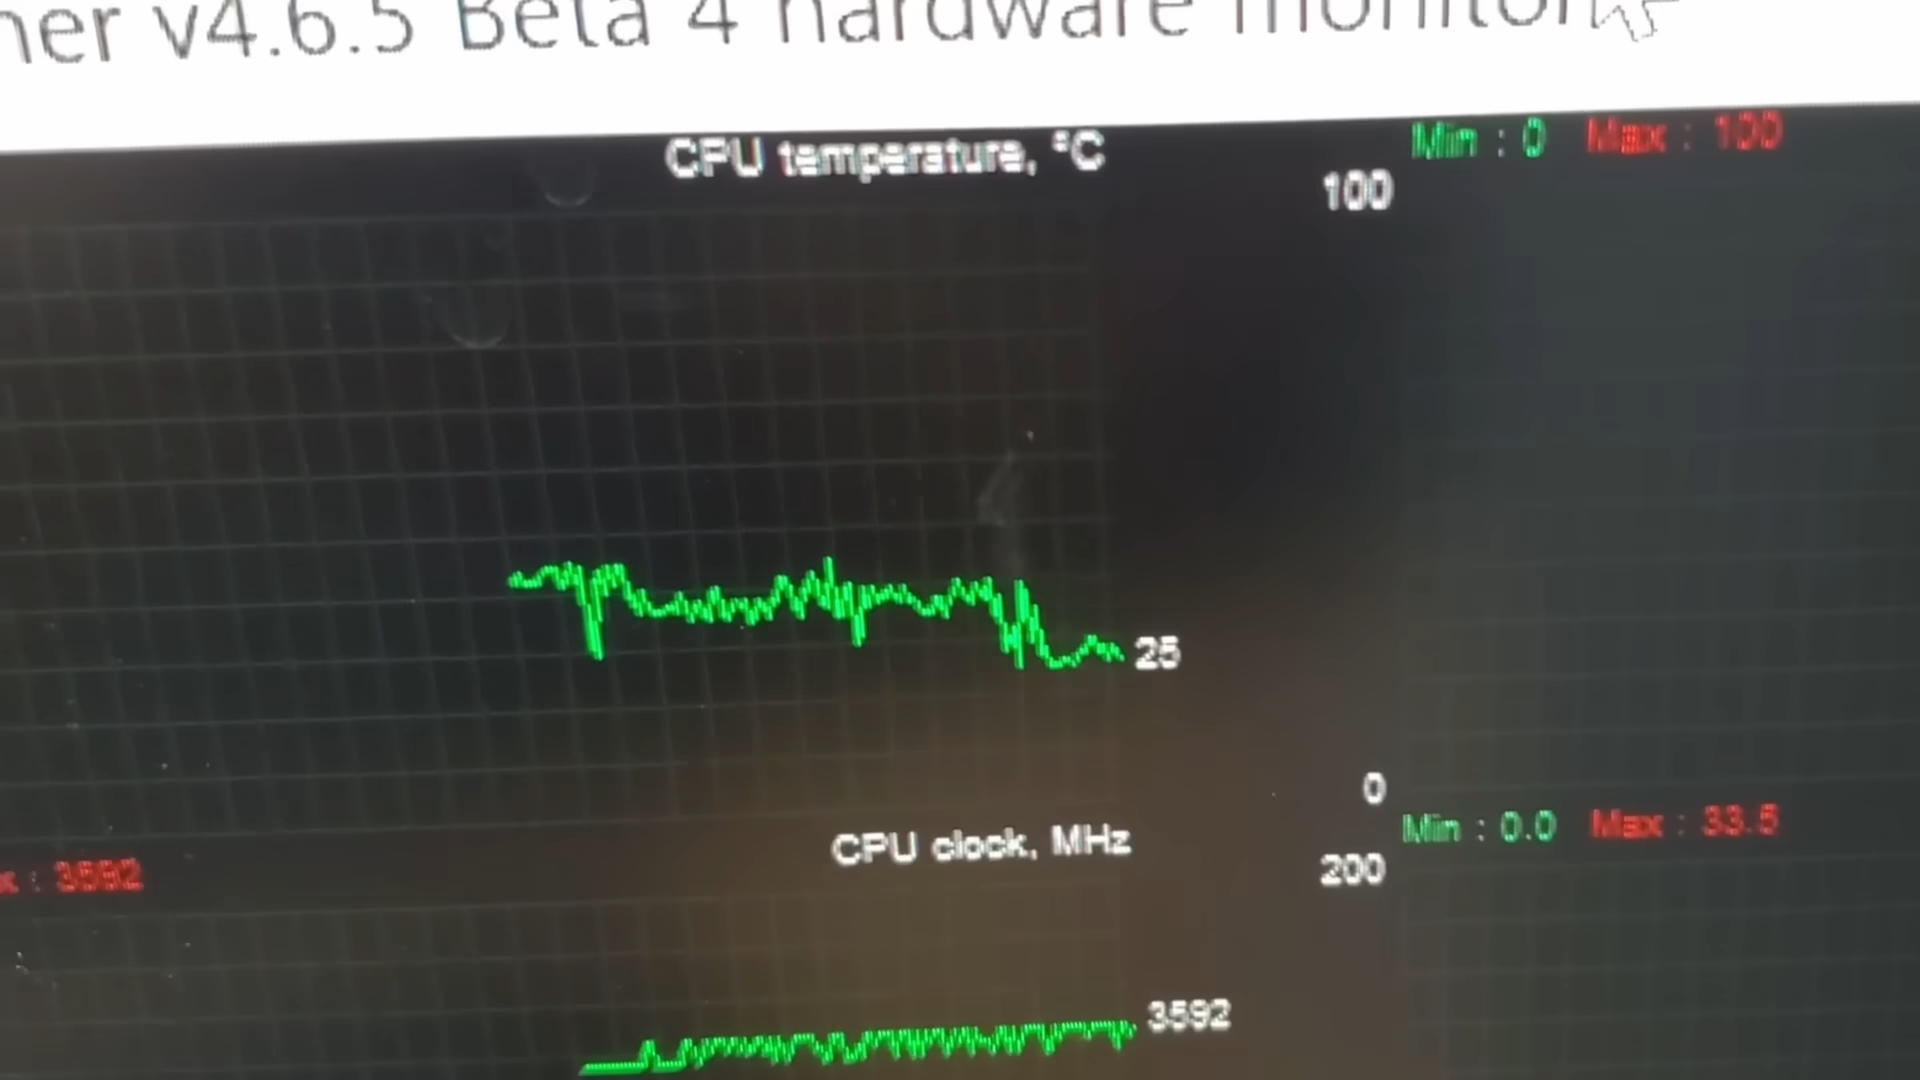 ner v4.6.5 Beta 4 hardware monitor
CPU temperature, °C
Min : 0 Max : 100
100
25
0
Min : 0.0 Max : 33.5
CPU clock, MHz
x : 3592
200
3592